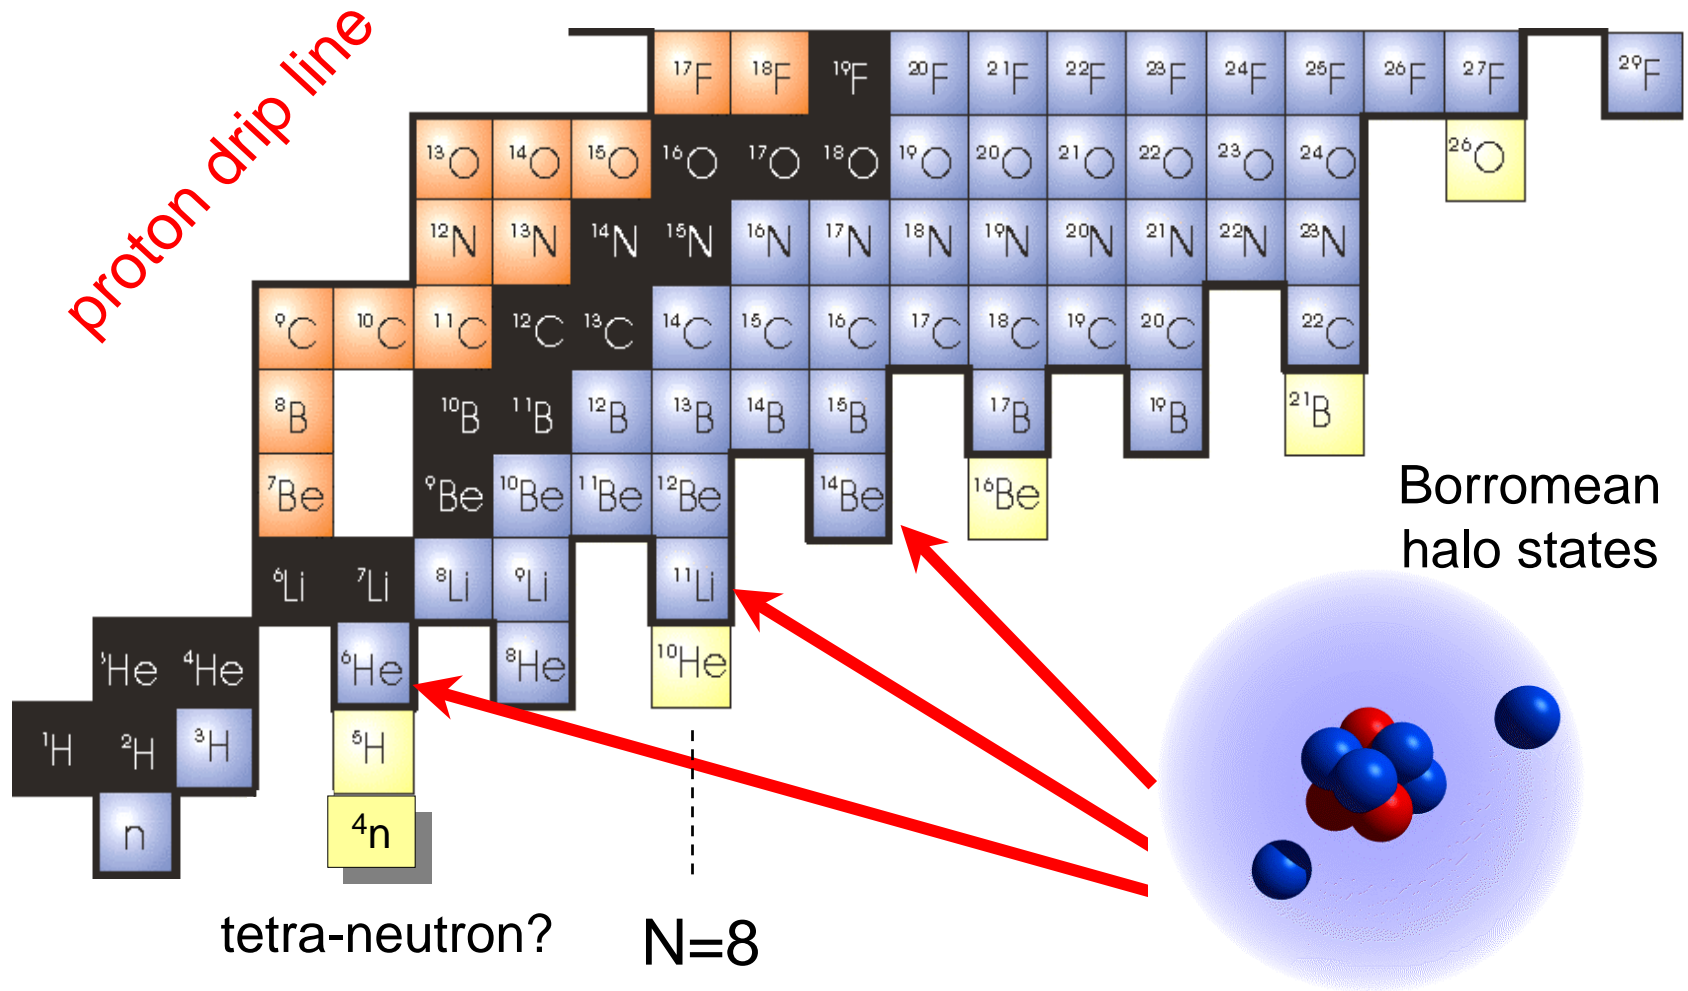 proton drip line
17F 18F 19F 20F 21F 22F 23F 24F 25F 26F 27F 29F
13O 14O 15O 16O 17O 18O 19O 20O 21O 22O 23O 24O 26O
12N 13N 14N 15N 16N 17N 18N 19N 20N 21N 22N 23N
9C 10C 11C 12C 13C 14C 15C 16C 17C 18C 19C 20C 22C
8B 10B 11B 12B 13B 14B 15B 17B 19B 21B
7Be 9Be 10Be 11Be 12Be 14Be 16Be
Borromean
halo states
6Li 7Li 8Li 9Li 11Li
3He 4He 6He 8He 10He
1H 2H 3H 5H
n 4n
tetra-neutron? N=8